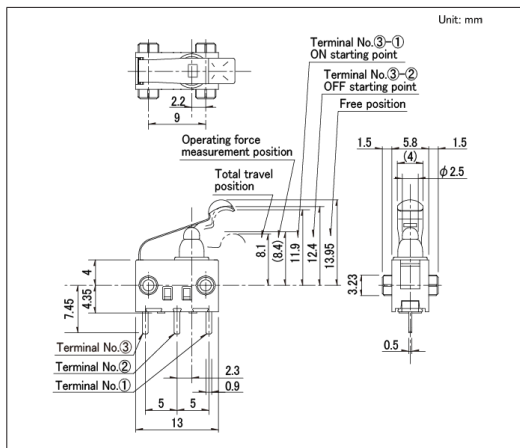 Unit: mm
Terminal No.③-①
ON starting point
Terminal No.③-②
OFF starting point
Free position
2.2
9
Operating force
measurement position
Total travel
position
1.5
5.8
1.5
(4)
φ2.5
8.1
(8.4)
11.9
12.4
13.95
4
4.35
7.45
3.23
Terminal No.③
Terminal No.②
Terminal No.①
2.3
0.9
0.5
5
5
13